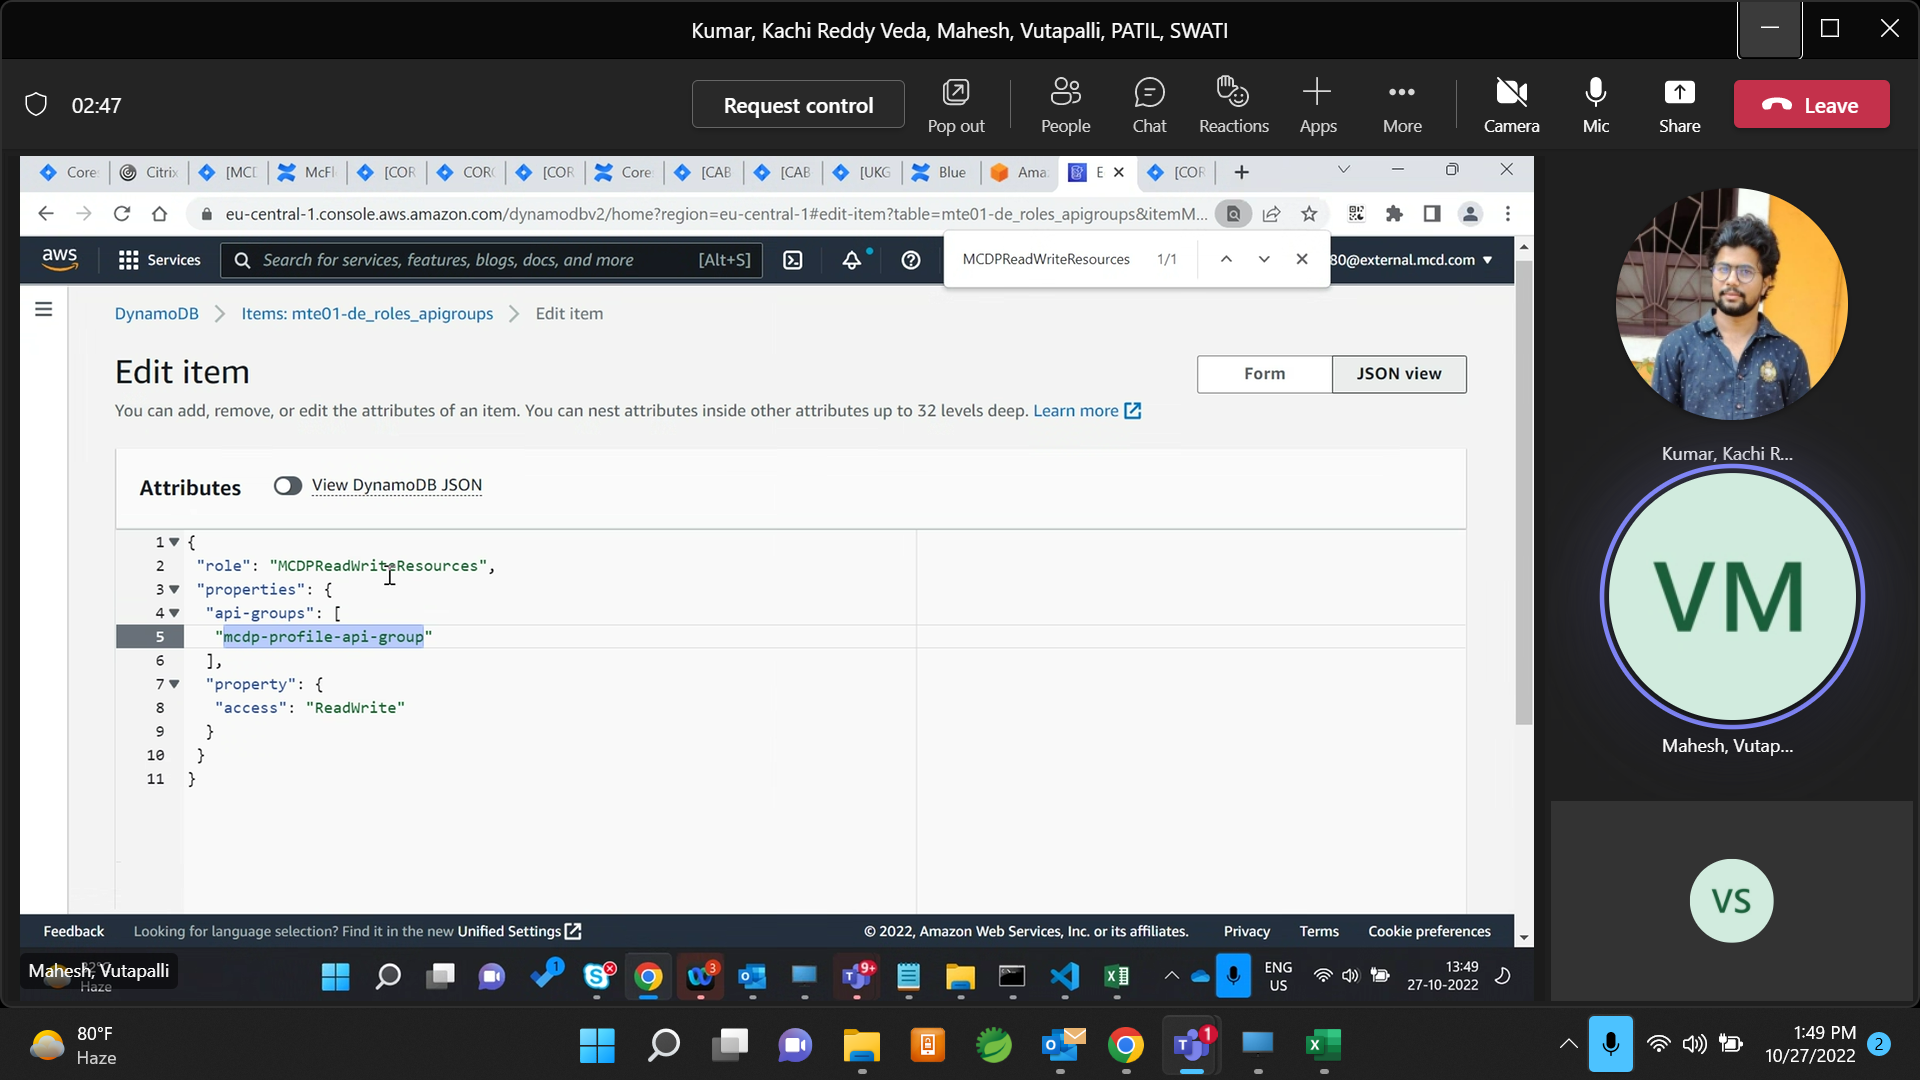 Kumar, Kachi Reddy Veda, Mahesh, Vutapalli, PATIL, SWATI
02:47
Request control
Pop out
People
Chat
Reactions
Apps
More
Camera
Mic
Share
Leave
Core
Citrix
[MCD
McFl
[COR
CORC
[COR
Core
[CAB
[CAB
[UKG
Blue
Ama
E
[COR
eu-central-1.console.aws.amazon.com/dynamodbv2/home?region=eu-central-1#edit-item?table=mte01-de_roles_apigroups&itemM...
aws
Services
Search for services, features, blogs, docs, and more
[Alt+S]
MCDPReadWriteResources 1/1
80@external.mcd.com
DynamoDB
Items: mte01-de_roles_apigroups
Edit item
Edit item
Form
JSON view
You can add, remove, or edit the attributes of an item. You can nest attributes inside other attributes up to 32 levels deep. Learn more
Attributes
View DynamoDB JSON
1 {
2 "role": "MCDPReadWriteResources",
3 "properties": {
4 "api-groups": [
5 "mcdp-profile-api-group"
6 ],
7 "property": {
8 "access": "ReadWrite"
9 }
10 }
11 }
Feedback
Looking for language selection? Find it in the new Unified Settings
© 2022, Amazon Web Services, Inc. or its affiliates.
Privacy
Terms
Cookie preferences
Mahesh, Vutapalli
Haze
1
3
9+
ENG
US
13:49
27-10-2022
Kumar, Kachi R...
VM
Mahesh, Vutap...
VS
80°F
Haze
1
1:49 PM
10/27/2022
2